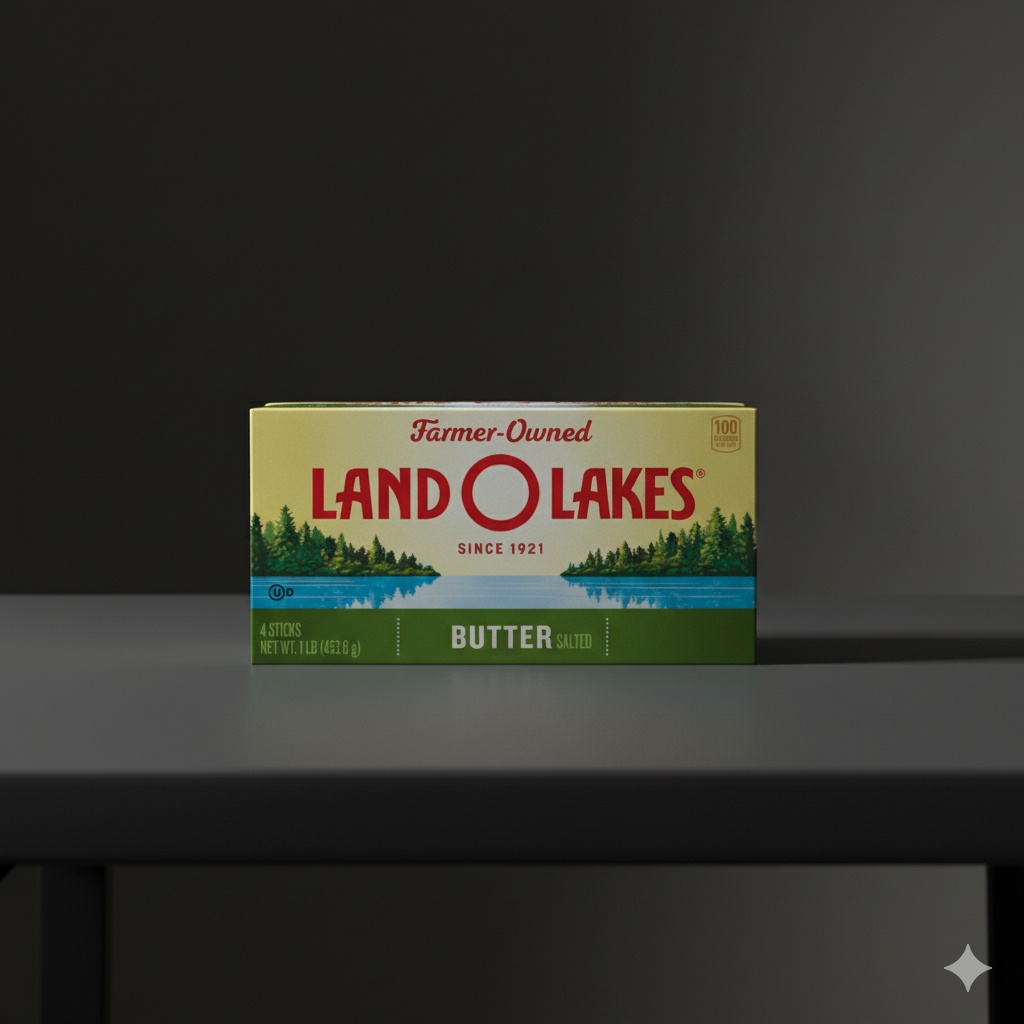 Farmer-Owned
100
LAND O LAKES®
SINCE 1921
U D
4 STICKS
NET WT. 1 LB
BUTTER SALTED